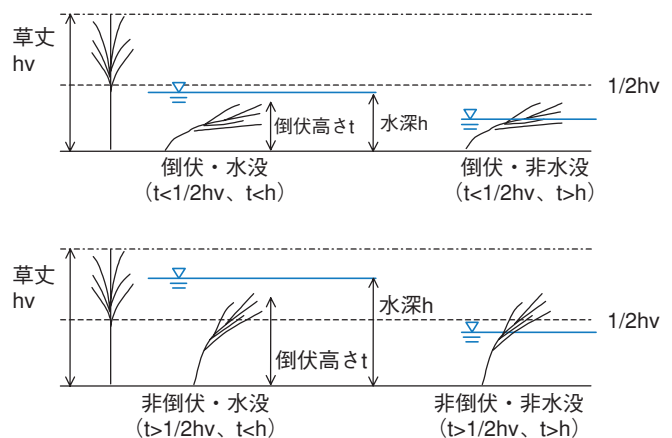 草丈
hv
1/2hv
倒伏高さt
水深h
倒伏・水没
(t<1/2hv、t<h)
倒伏・非水没
(t<1/2hv、t>h)
草丈
hv
水深h
1/2hv
倒伏高さt
非倒伏・水没
(t>1/2hv、t<h)
非倒伏・非水没
(t>1/2hv、t>h)